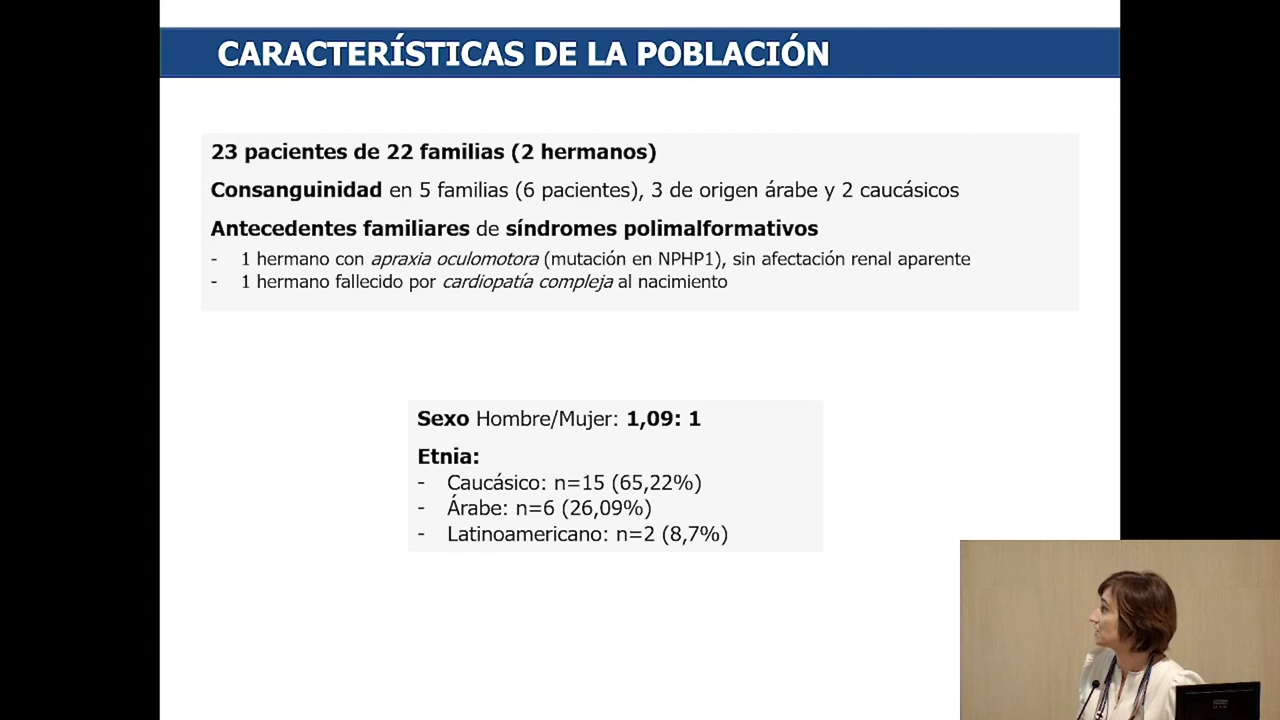 CARACTERÍSTICAS DE LA POBLACIÓN
23 pacientes de 22 familias (2 hermanos)
Consanguinidad en 5 familias (6 pacientes), 3 de origen árabe y 2 caucásicos
Antecedentes familiares de síndromes polimalformativos
- 1 hermano con apraxia oculomotora (mutación en NPHP1), sin afectación renal aparente
- 1 hermano fallecido por cardiopatía compleja al nacimiento
Sexo Hombre/Mujer: 1,09: 1
Etnia:
- Caucásico: n=15 (65,22%)
- Árabe: n=6 (26,09%)
- Latinoamericano: n=2 (8,7%)